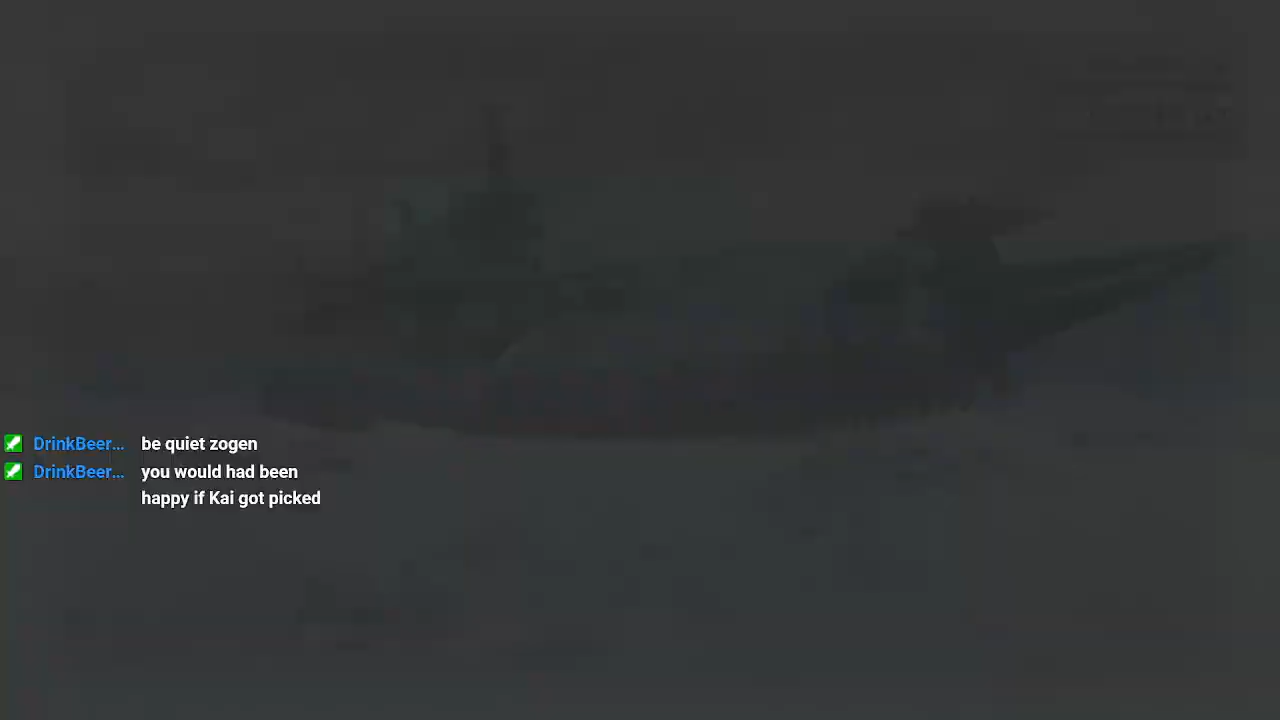 DrinkBeer... be quiet zogen
DrinkBeer... you would had been
happy if Kai got picked